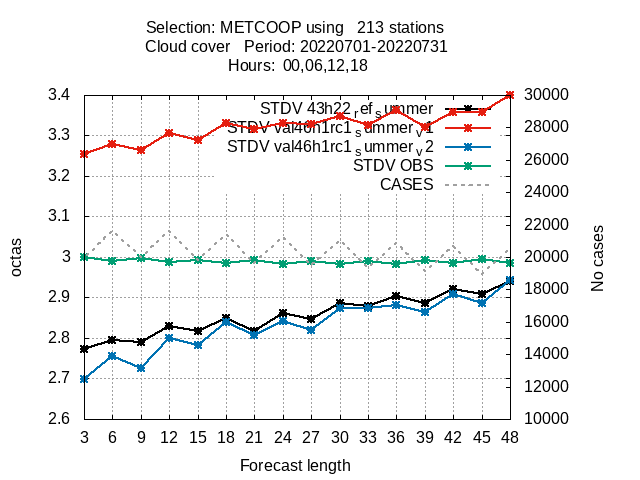 Selection: METCOOP using   213 stations
Cloud cover   Period: 20220701-20220731
Hours:  00,06,12,18
3.4
3.3
3.2
3.1
3
2.9
2.8
2.7
2.6
octas
STDV 43h22refsummer
STDV val46h1rc1summerv1
STDV val46h1rc1summerv2
STDV OBS
CASES
30000
28000
26000
24000
22000
20000
18000
16000
14000
12000
10000
No cases
3 6 9 12 15 18 21 24 27 30 33 36 39 42 45 48
Forecast length